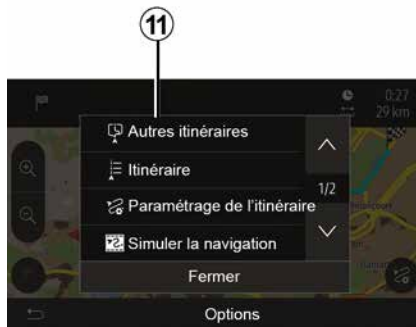 11
0:27
29 km
Autres itinéraires
Itinéraire
1/2
Paramétrage de l'itinéraire
Simuler la navigation
Fermer
Options